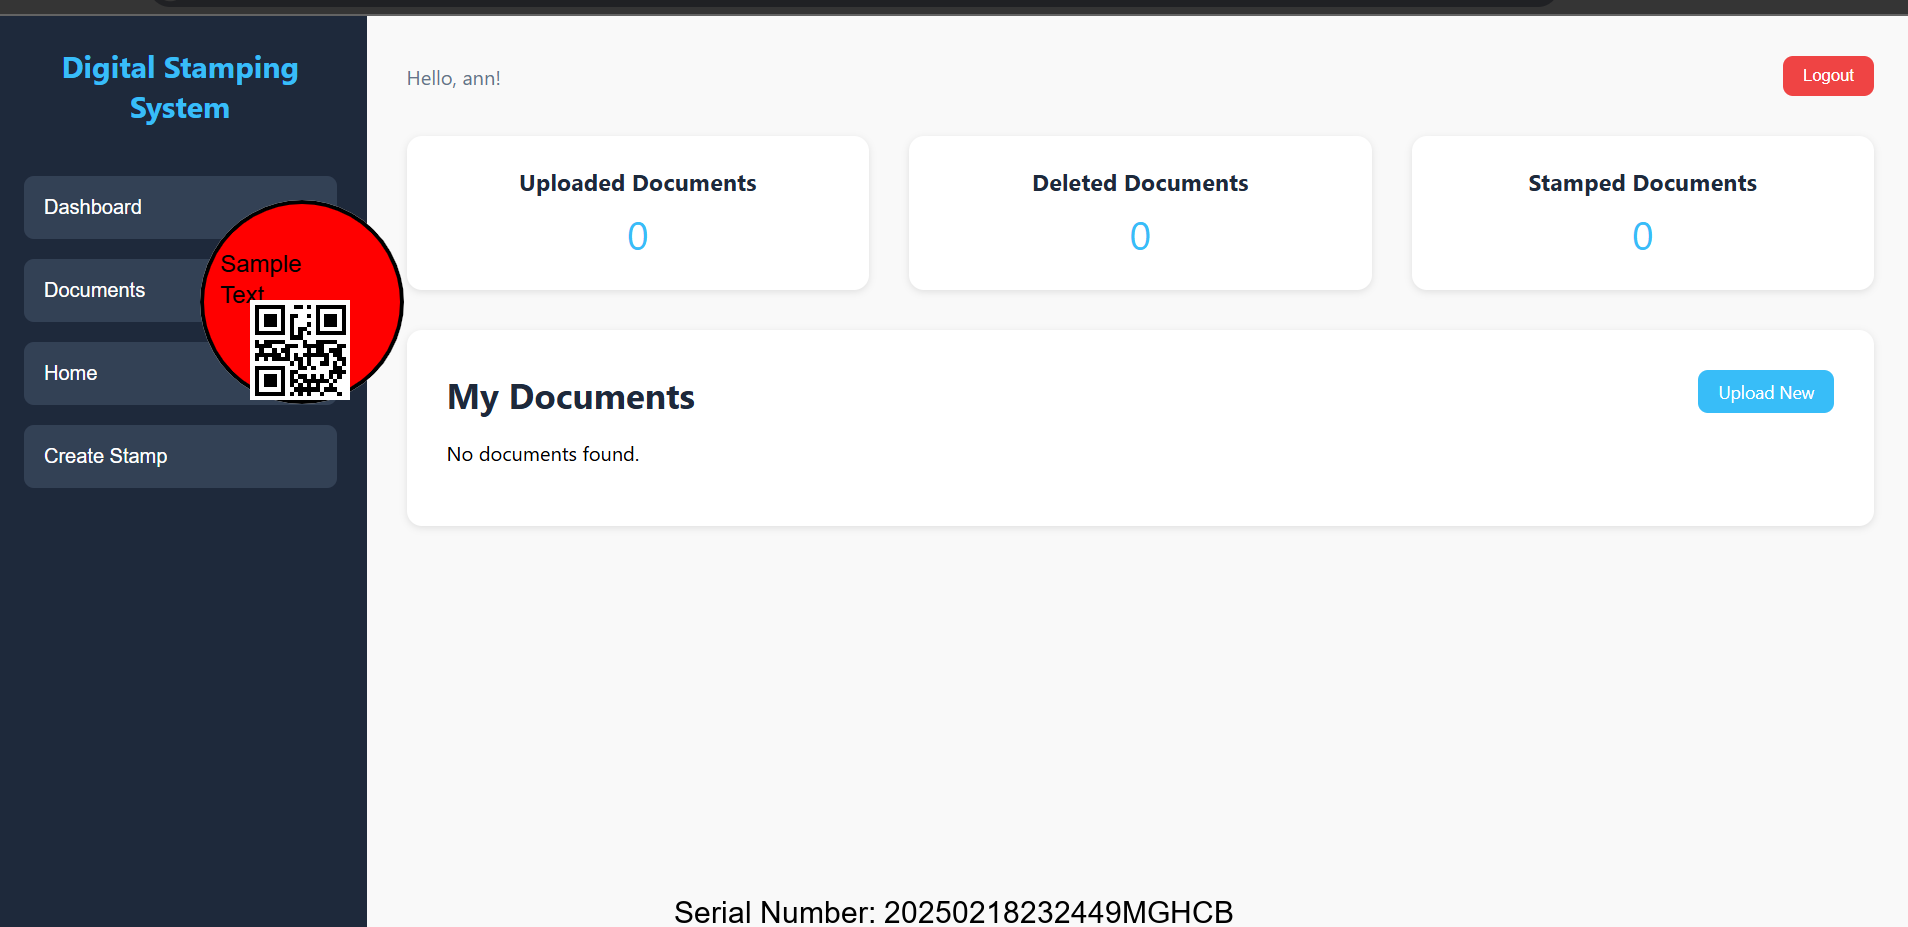 Digital Stamping
System
Dashboard
Documents
Home
Create Stamp
Sample
Text
Hello, ann!
Logout
Uploaded Documents
0
Deleted Documents
0
Stamped Documents
0
My Documents
Upload New
No documents found.
Serial Number: 20250218232449MGHCB